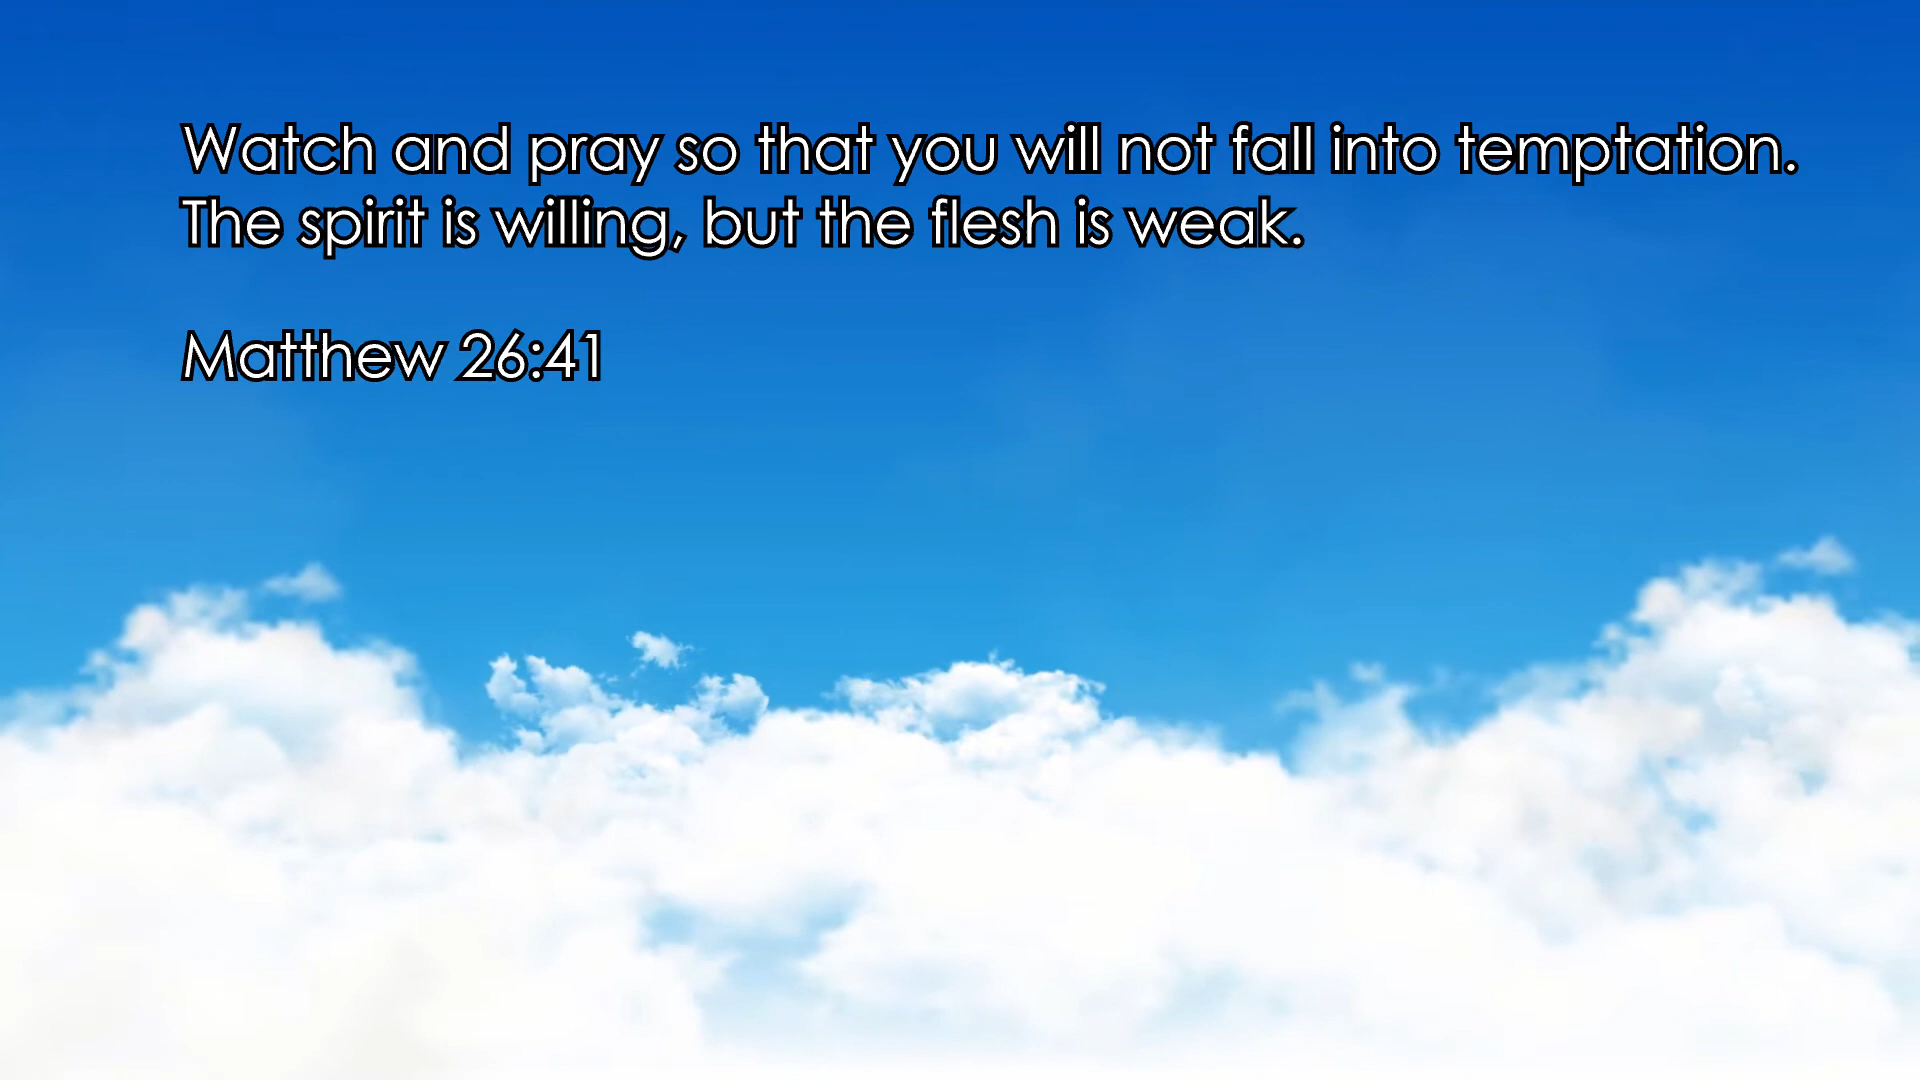 Watch and pray so that you will not fall into temptation.
The spirit is willing, but the flesh is weak.
Matthew 26:41